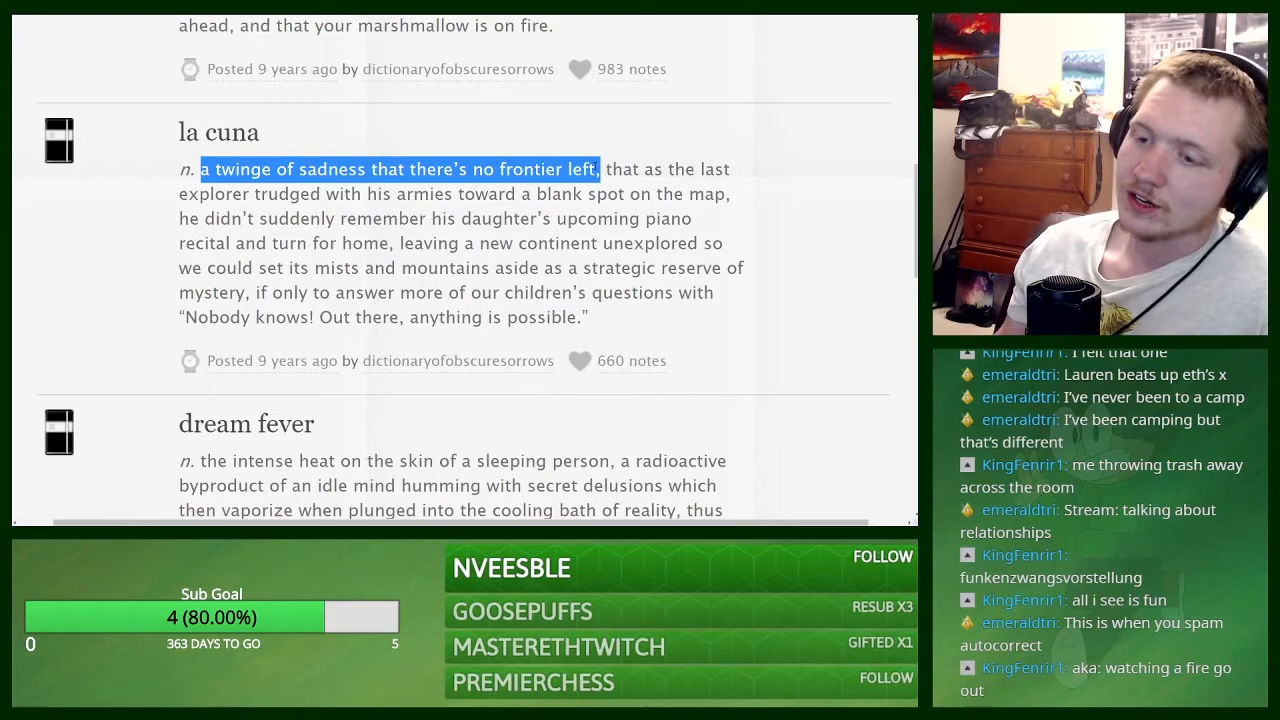 ahead, and that your marshmallow is on fire.
Posted 9 years ago by dictionaryofobscuresorrows 983 notes
la cuna
n. a twinge of sadness that there's no frontier left, that as the last
explorer trudged with his armies toward a blank spot on the map,
he didn't suddenly remember his daughter's upcoming piano
recital and turn for home, leaving a new continent unexplored so
we could set its mists and mountains aside as a strategic reserve of
mystery, if only to answer more of our children's questions with
“Nobody knows! Out there, anything is possible.”
Posted 9 years ago by dictionaryofobscuresorrows 660 notes
dream fever
n. the intense heat on the skin of a sleeping person, a radioactive
byproduct of an idle mind humming with secret delusions which
then vaporize when plunged into the cooling bath of reality, thus
KingFenrir1: I felt that one
emeraldtri: Lauren beats up eth's x
emeraldtri: I've never been to a camp
emeraldtri: I've been camping but
that's different
KingFenrir1: me throwing trash away
across the room
emeraldtri: Stream: talking about
relationships
KingFenrir1:
funkenzwangsvorstellung
KingFenrir1: all i see is fun
emeraldtri: This is when you spam
autocorrect
KingFenrir1: aka: watching a fire go
out
Sub Goal
4 (80.00%)
0 363 DAYS TO GO 5
NVEESBLE FOLLOW
GOOSEPUFFS RESUB X3
MASTERETHTWITCH GIFTED X1
PREMIERCHESS FOLLOW